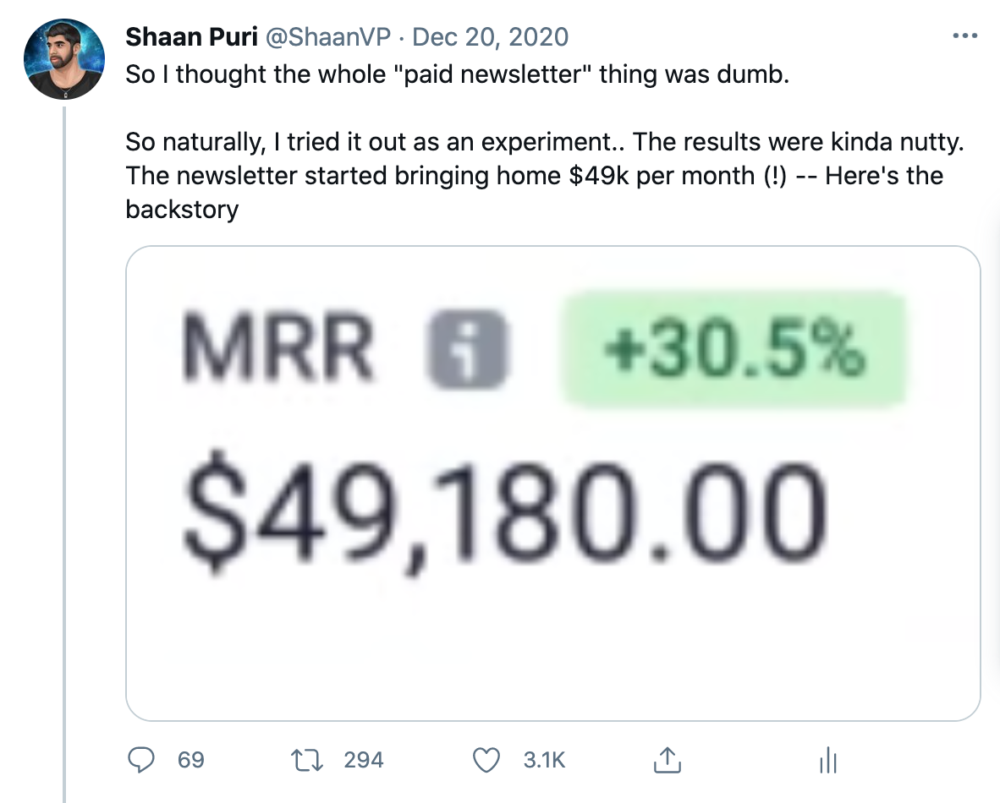 Shaan Puri @ShaanVP · Dec 20, 2020
So I thought the whole "paid newsletter" thing was dumb.
So naturally, I tried it out as an experiment.. The results were kinda nutty.
The newsletter started bringing home $49k per month (!) -- Here's the
backstory
MRR i +30.5%
$49,180.00
69 294 3.1K